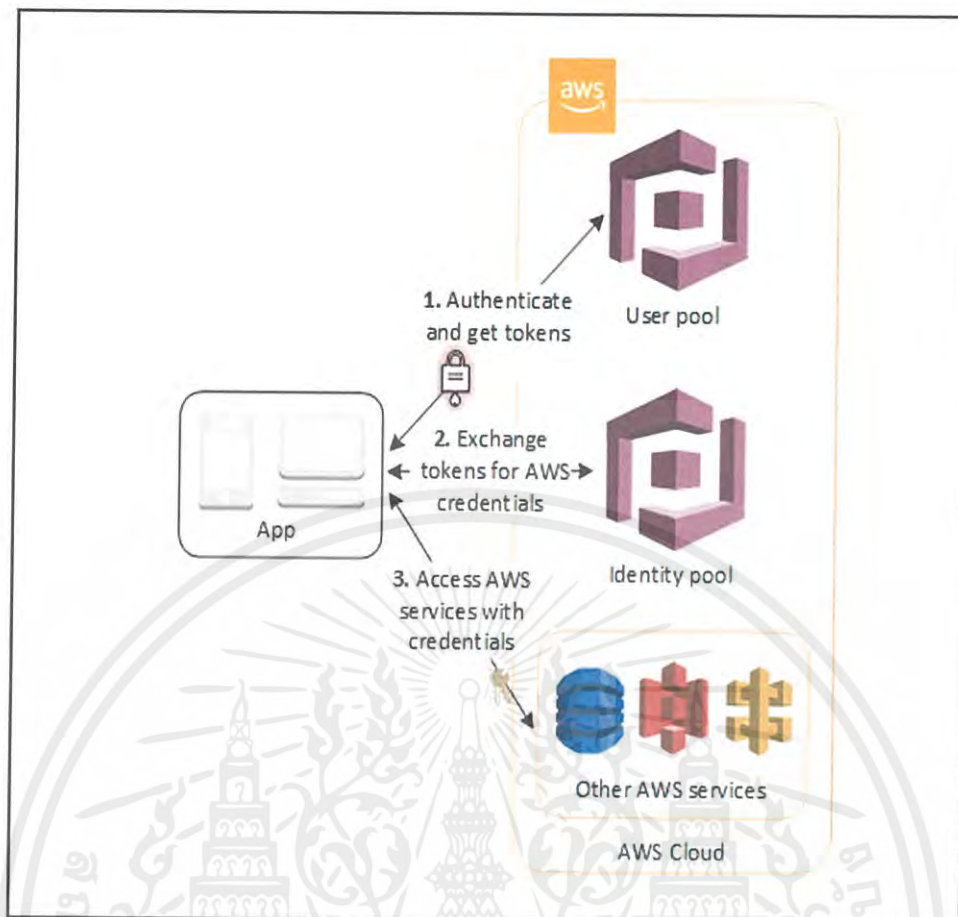 aws
1. Authenticate
and get tokens
User pool
2. Exchange
tokens for AWS
credentials
App
Identity pool
3. Access AWS
services with
credentials
Other AWS services
AWS Cloud